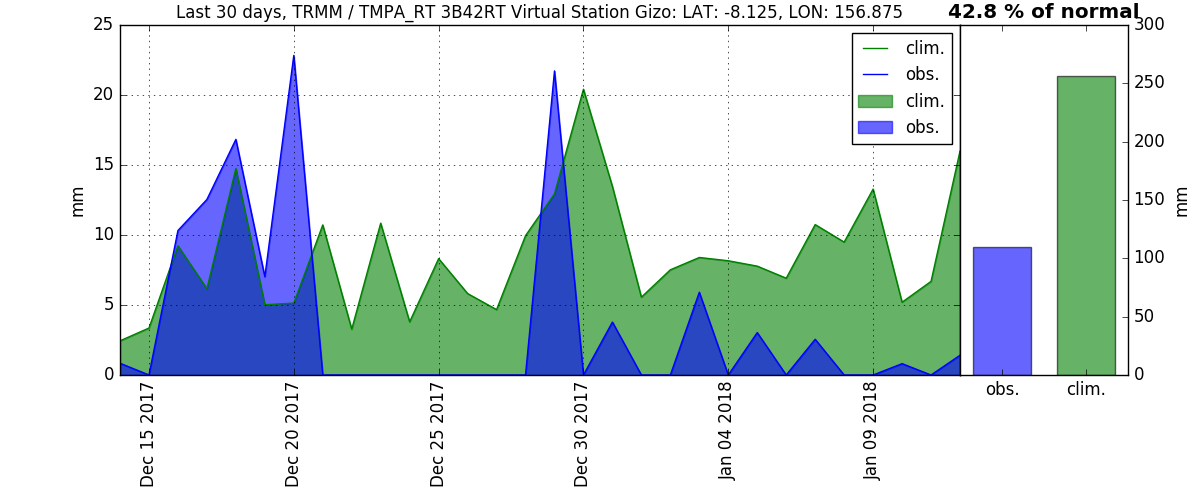 Last 30 days, TRMM / TMPA_RT 3B42RT Virtual Station Gizo: LAT: -8.125, LON: 156.875
42.8 % of normal
25
20
15
10
5
0
mm
clim.
obs.
clim.
obs.
300
250
200
150
100
50
0
mm
obs.
clim.
Dec 15 2017
Dec 20 2017
Dec 25 2017
Dec 30 2017
Jan 04 2018
Jan 09 2018